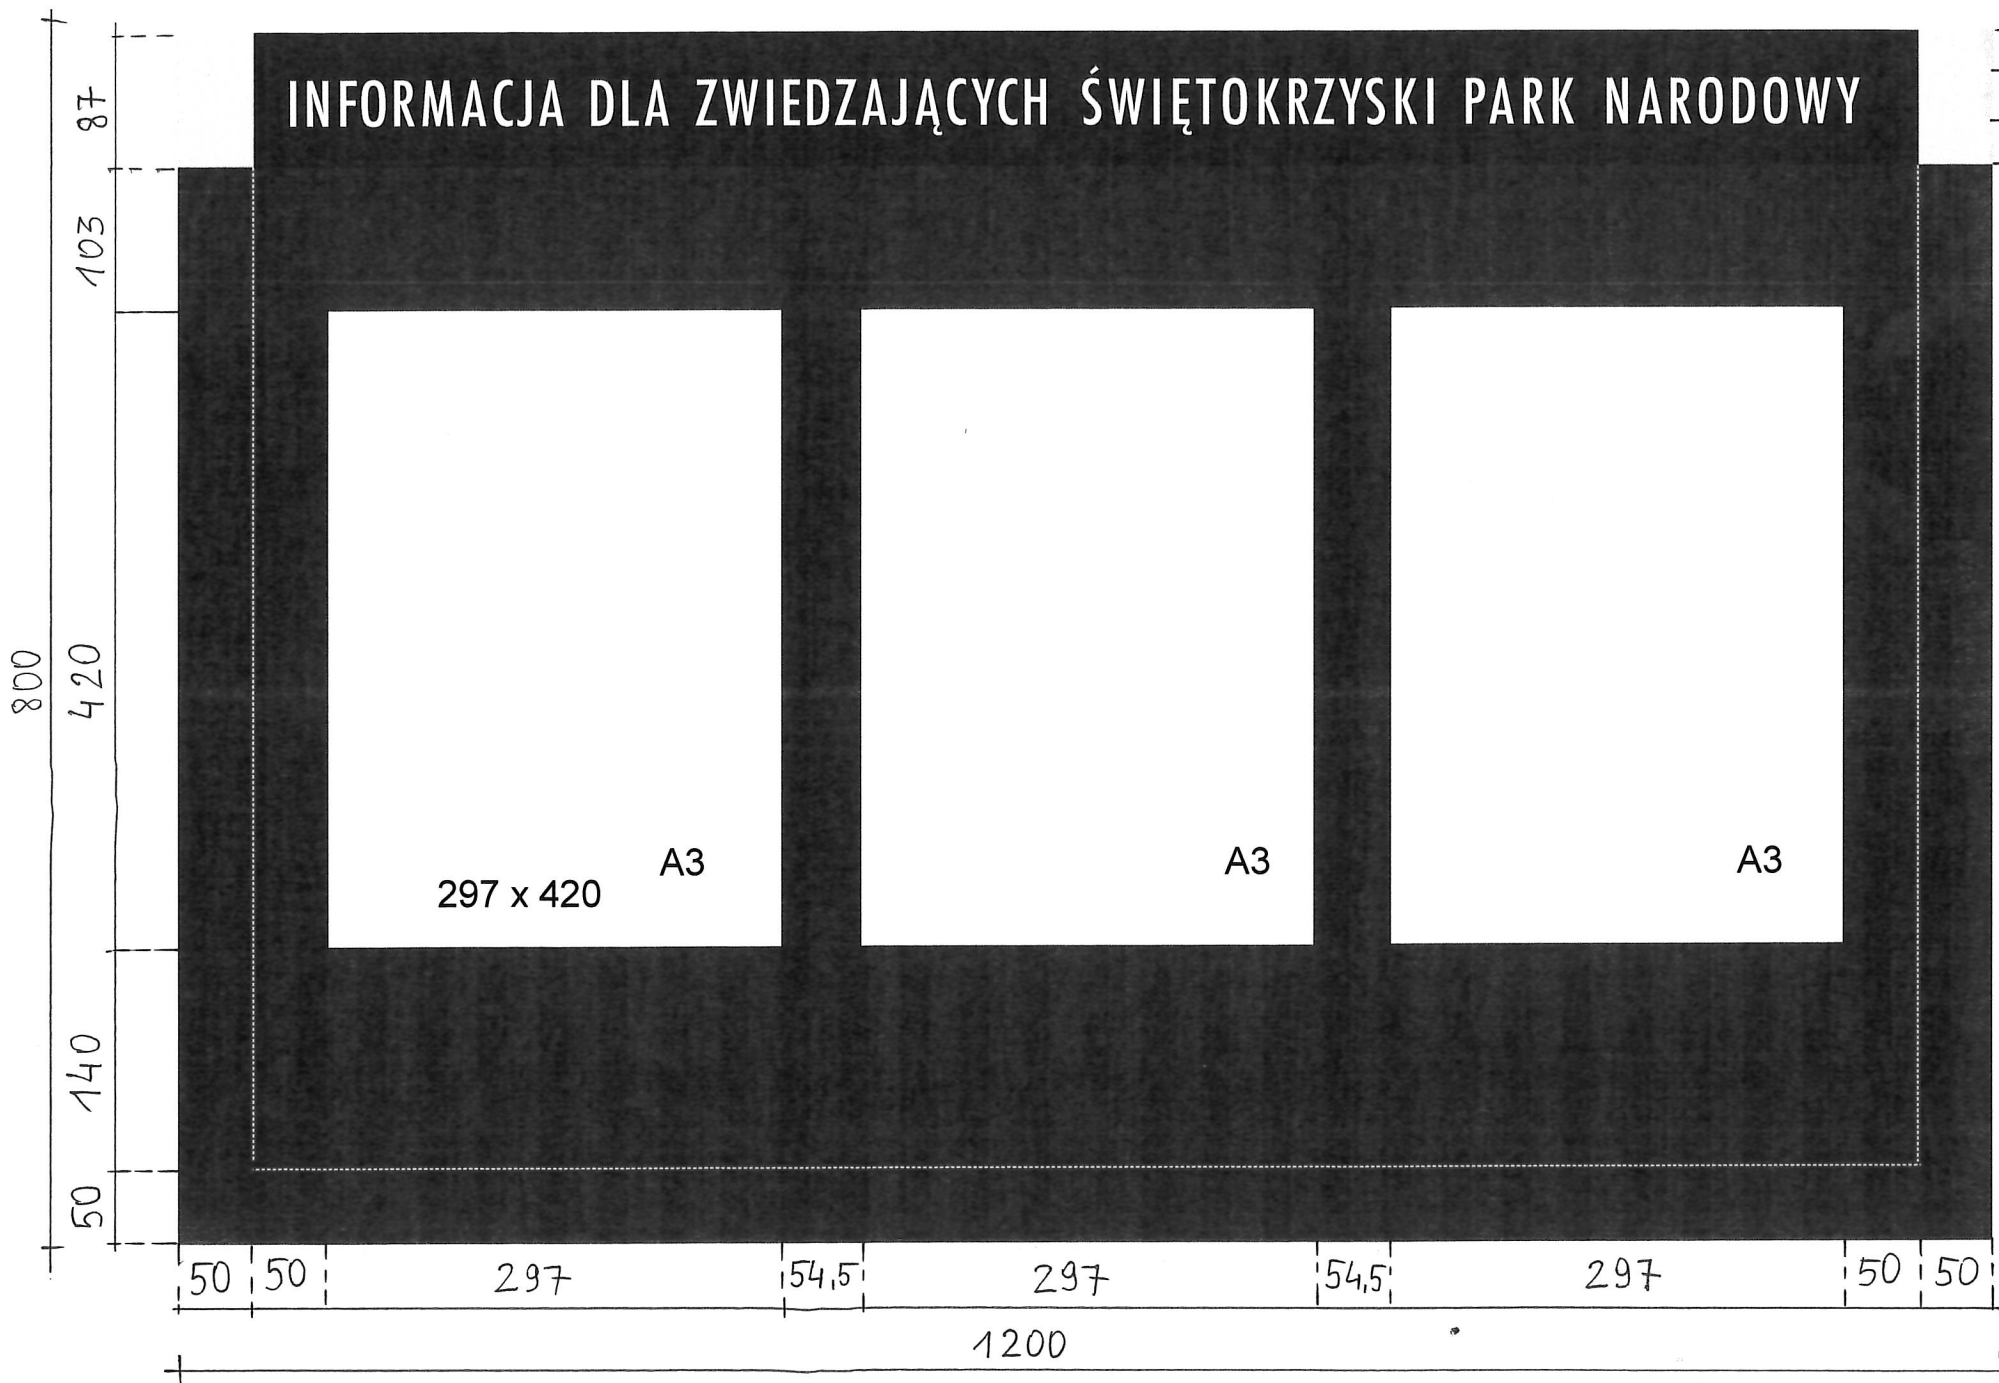 INFORMACJA DLA ZWIEDZAJĄCYCH ŚWIĘTOKRZYSKI PARK NARODOWY
87
103
800
420
140
50
A3
297 x 420
A3
A3
50 50 297 54,5 297 54,5 297 50 50
1200